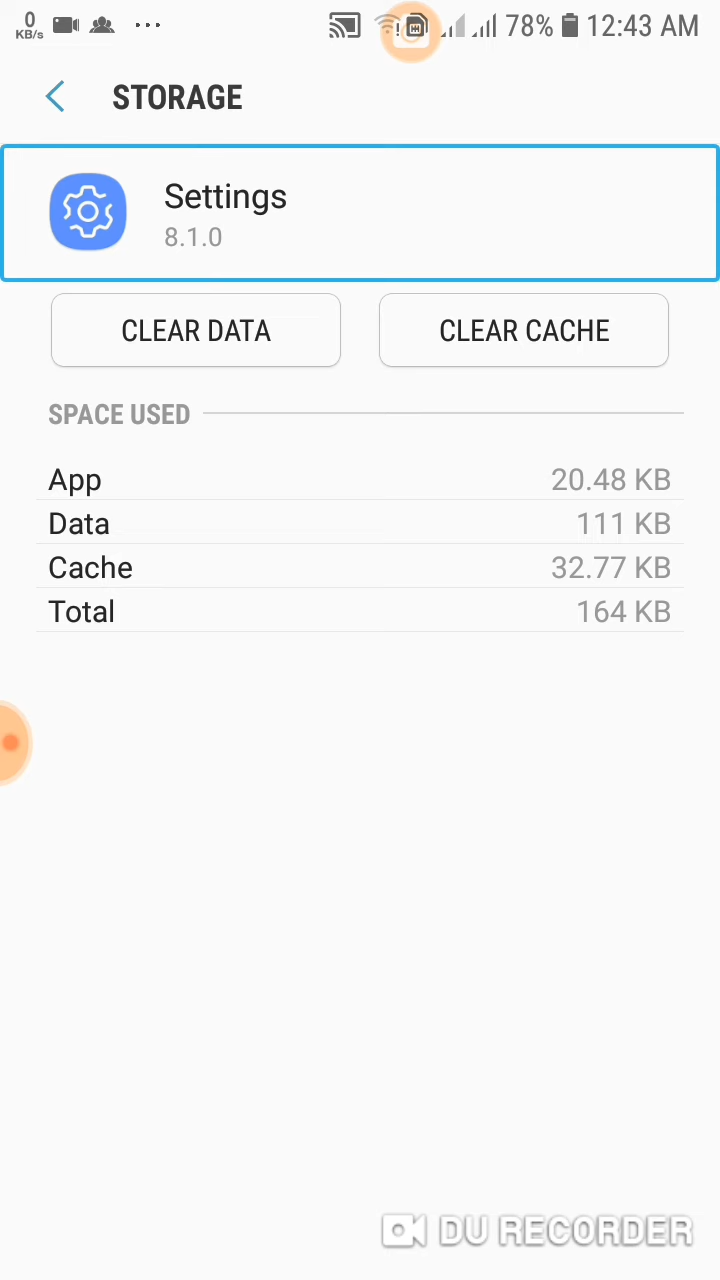 0 KB/s 78% 12:43 AM
STORAGE
Settings
8.1.0
CLEAR DATA CLEAR CACHE
SPACE USED
App 20.48 KB
Data 111 KB
Cache 32.77 KB
Total 164 KB
DU RECORDER